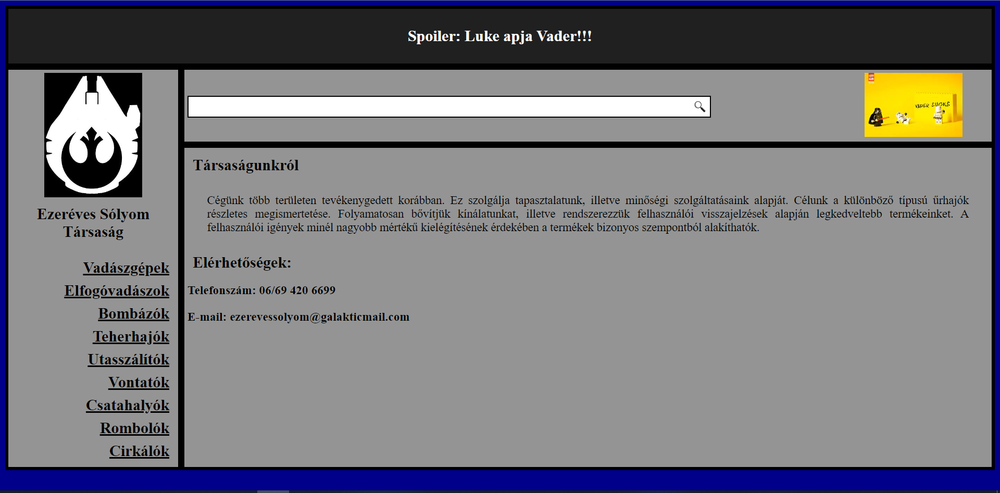 Spoiler: Luke apja Vader!!!
VADER SUCKS
Ezeréves Sólyom
Társaság
Vadászgépek
Elfogóvadászok
Bombázók
Teherhajók
Utasszálítók
Vontatók
Csatahalyók
Rombolók
Cirkálók
Társaságunkról
Cégünk több területen tevékenygedett korábban. Ez szolgálja tapasztalatunk, illetve minőségi szolgáltatásaink alapját. Célunk a különböző típusú űrhajók
részletes megismertetése. Folyamatosan bővítjük kínálatunkat, illetve rendszerezzük felhasználói visszajelzések alapján legkedveltebb termékeinket. A
felhasználói igények minél nagyobb mértékű kielégítésének érdekében a termékek bizonyos szempontból alakíthatók.
Elérhetőségek:
Telefonszám: 06/69 420 6699
E-mail: ezerevessolyom@galakticmail.com